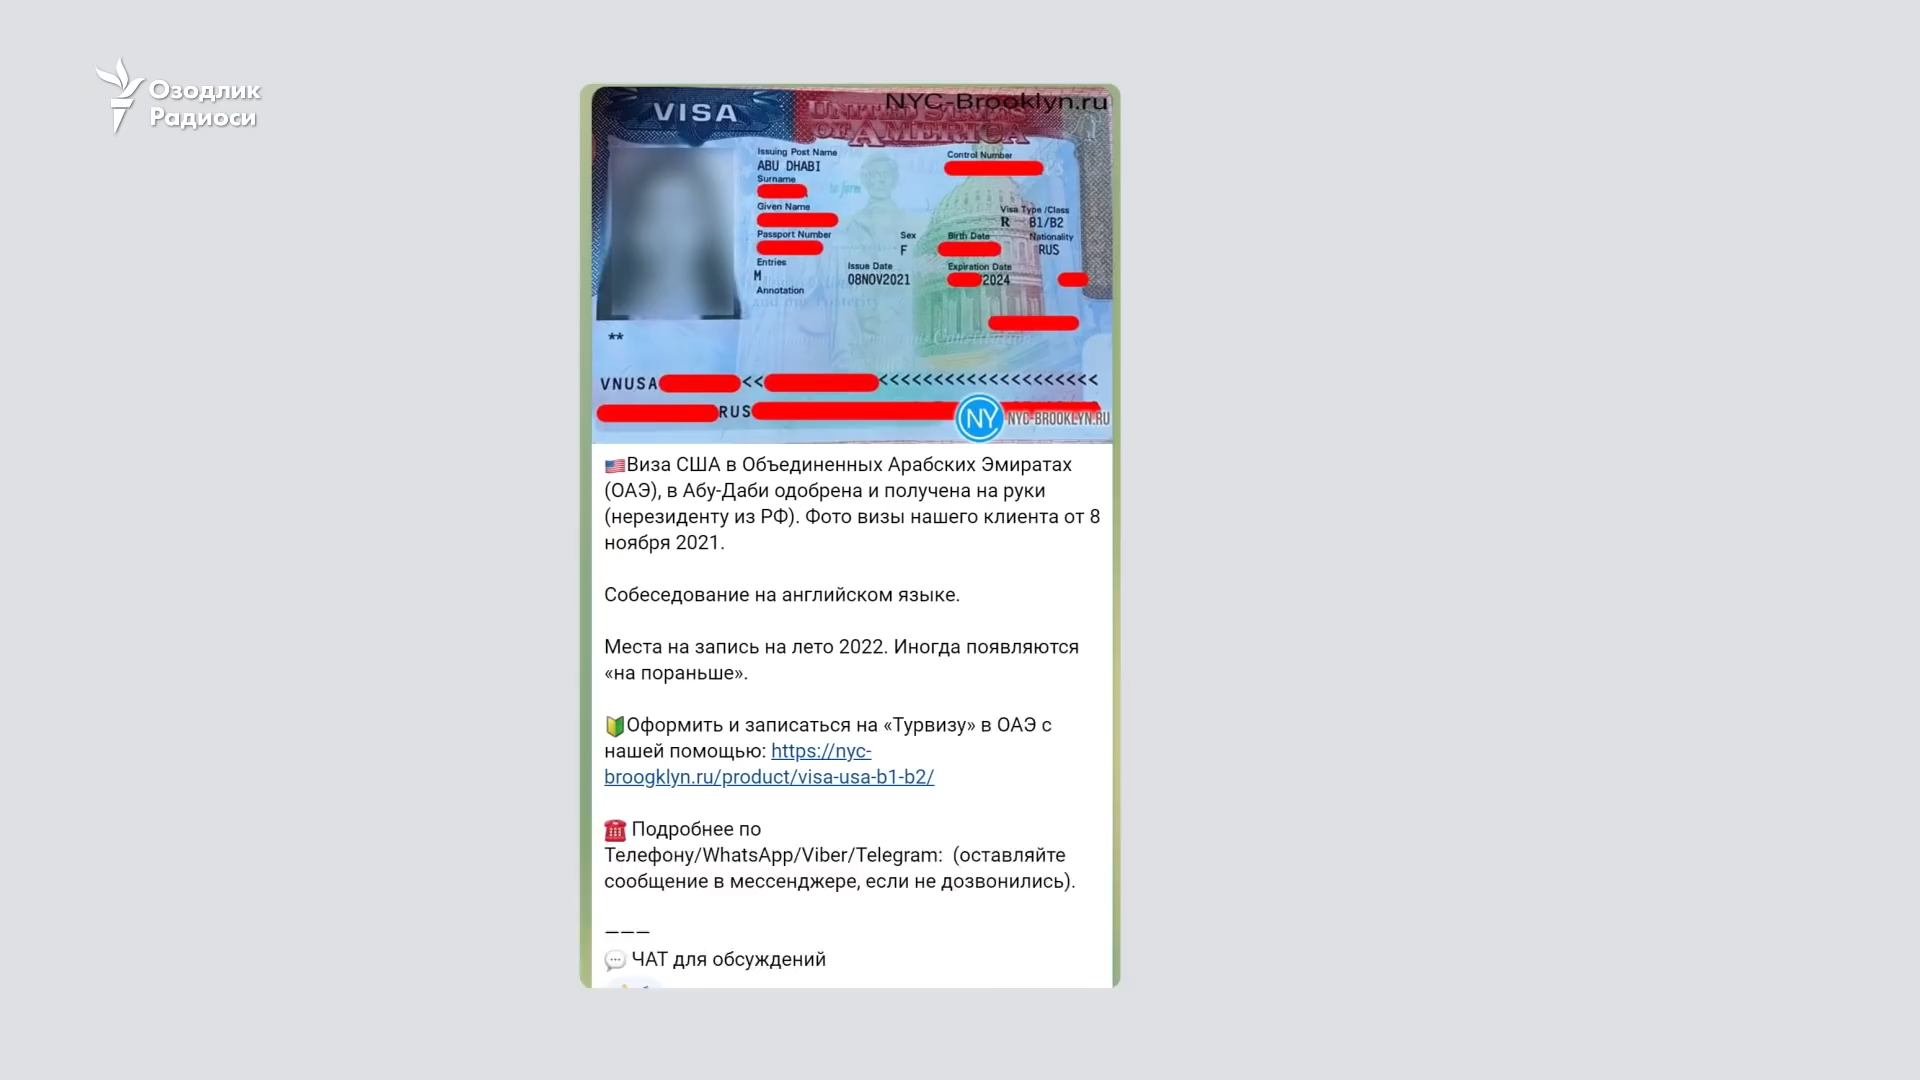 Озодлик
Радиоси
NYC-Brooklyn.ru
VISA
UNITED STATES
OF AMERICA
Issuing Post Name
ABU DHABI
Control Number
Surname
Given Name
Visa Type /Class
R B1/B2
Passport Number
Sex
F
Birth Date
Nationality
RUS
Entries
M
Issue Date
08NOV2021
Expiration Date
2024
Annotation
**
VNUSA<<<<<<<<<<<<<<<<<<<<<<
RUS
NY NYC-BROOKLYN.RU
🇺🇸Виза США в Объединенных Арабских Эмиратах
(ОАЭ), в Абу-Даби одобрена и получена на руки
(нерезиденту из РФ). Фото визы нашего клиента от 8
ноября 2021.
Собеседование на английском языке.
Места на запись на лето 2022. Иногда появляются
«на пораньше».
🔰Оформить и записаться на «Турвизу» в ОАЭ с
нашей помощью: https://nyc-
broogklyn.ru/product/visa-usa-b1-b2/
☎️ Подробнее по
Телефону/WhatsApp/Viber/Telegram: (оставляйте
сообщение в мессенджере, если не дозвонились).
———
💬 ЧАТ для обсуждений